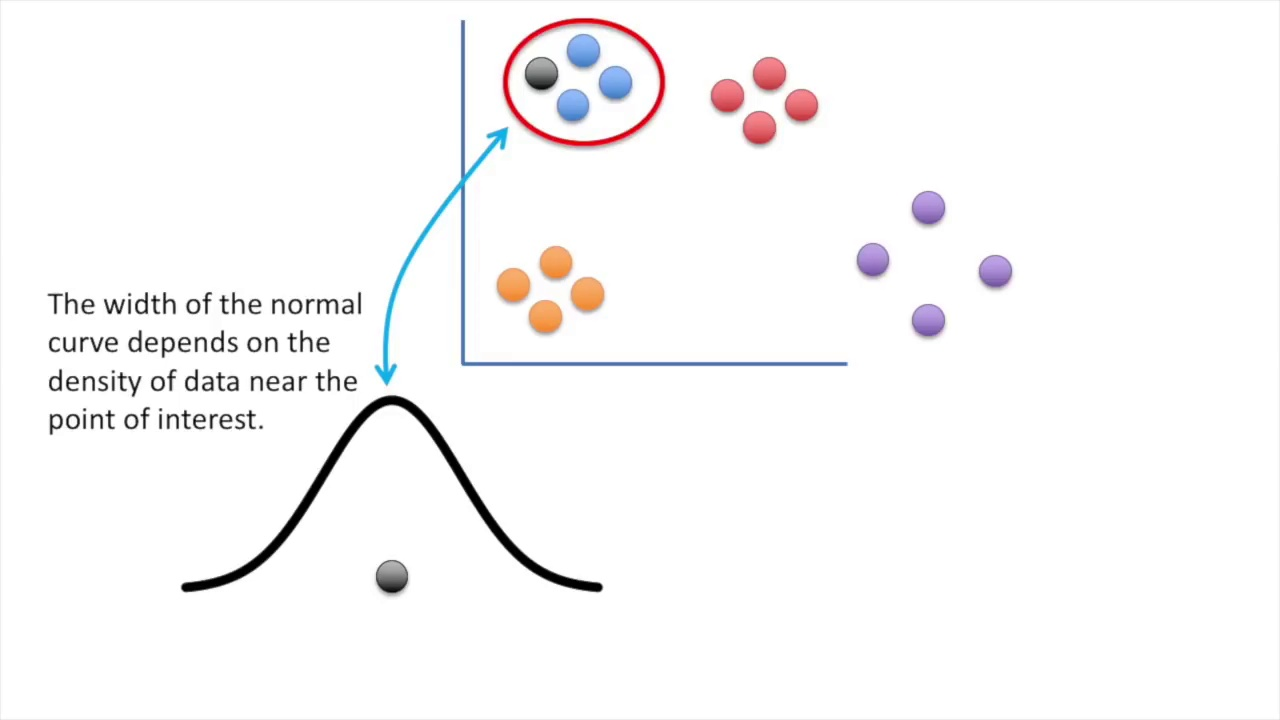 The width of the normal
curve depends on the
density of data near the
point of interest.